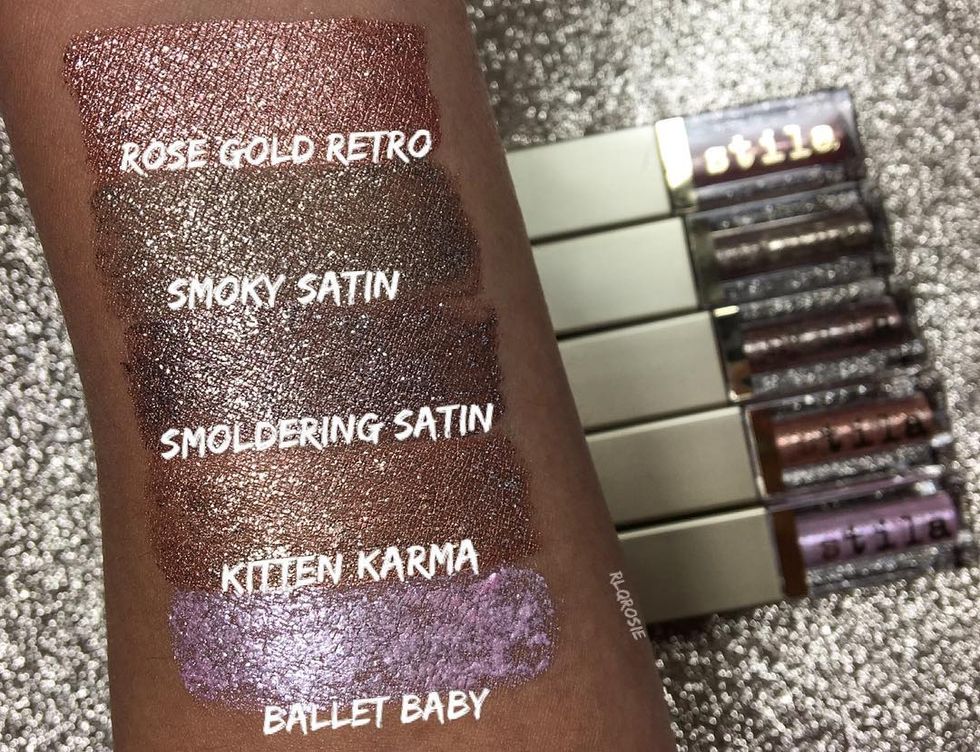 ROSE GOLD RETRO
SMOKY SATIN
SMOLDERING SATIN
KITTEN KARMA
BALLET BABY
stila
stila
stila
RLQROSIE